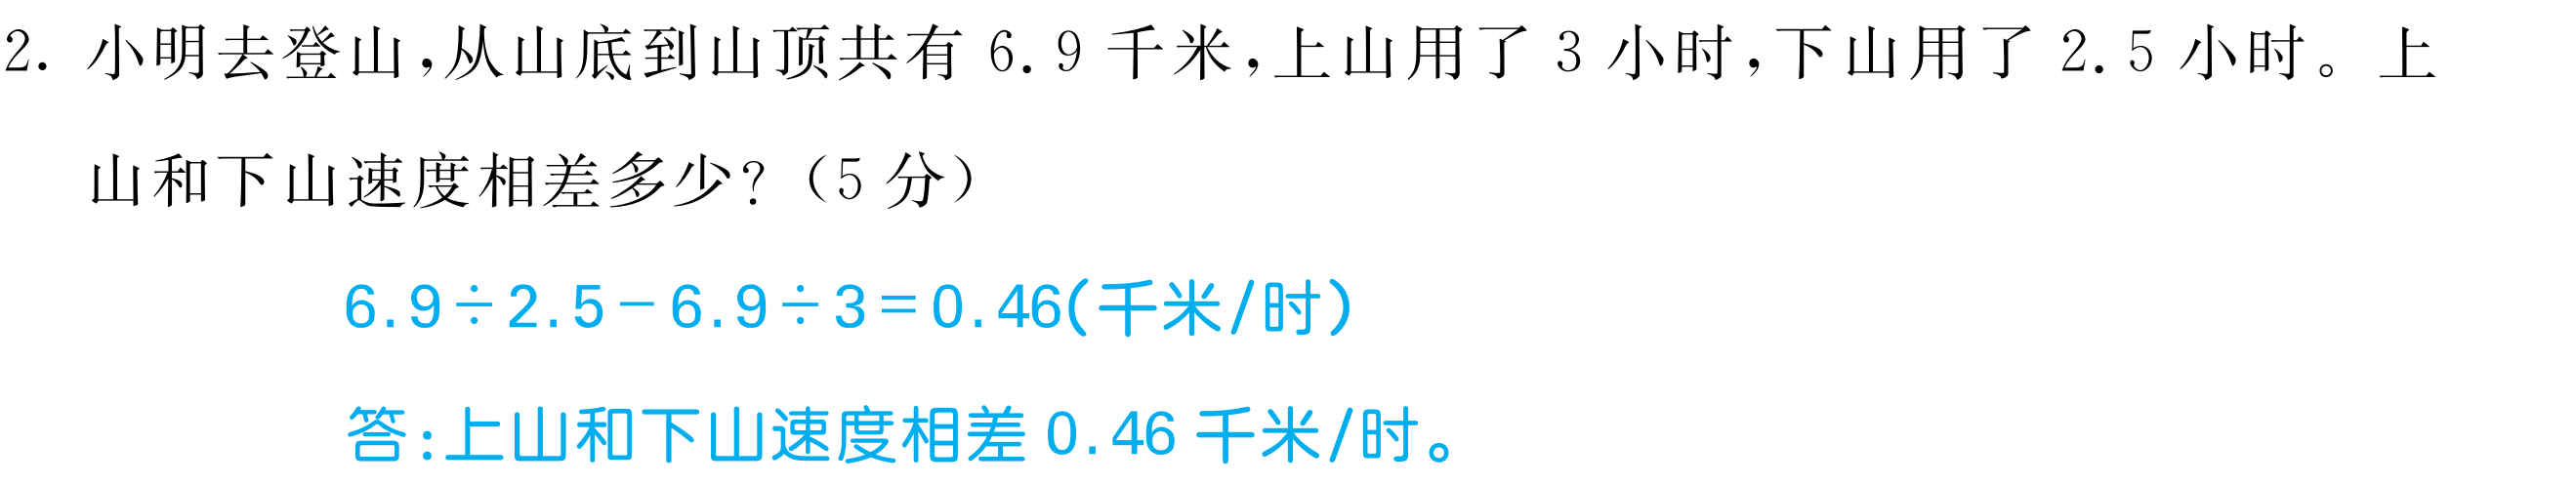 2. 小明去登山,从山底到山顶共有 6.9 千米,上山用了 3 小时,下山用了 2.5 小时。上
山和下山速度相差多少?(5 分)
6.9÷2.5-6.9÷3=0.46(千米/时)
答:上山和下山速度相差 0.46 千米/时。